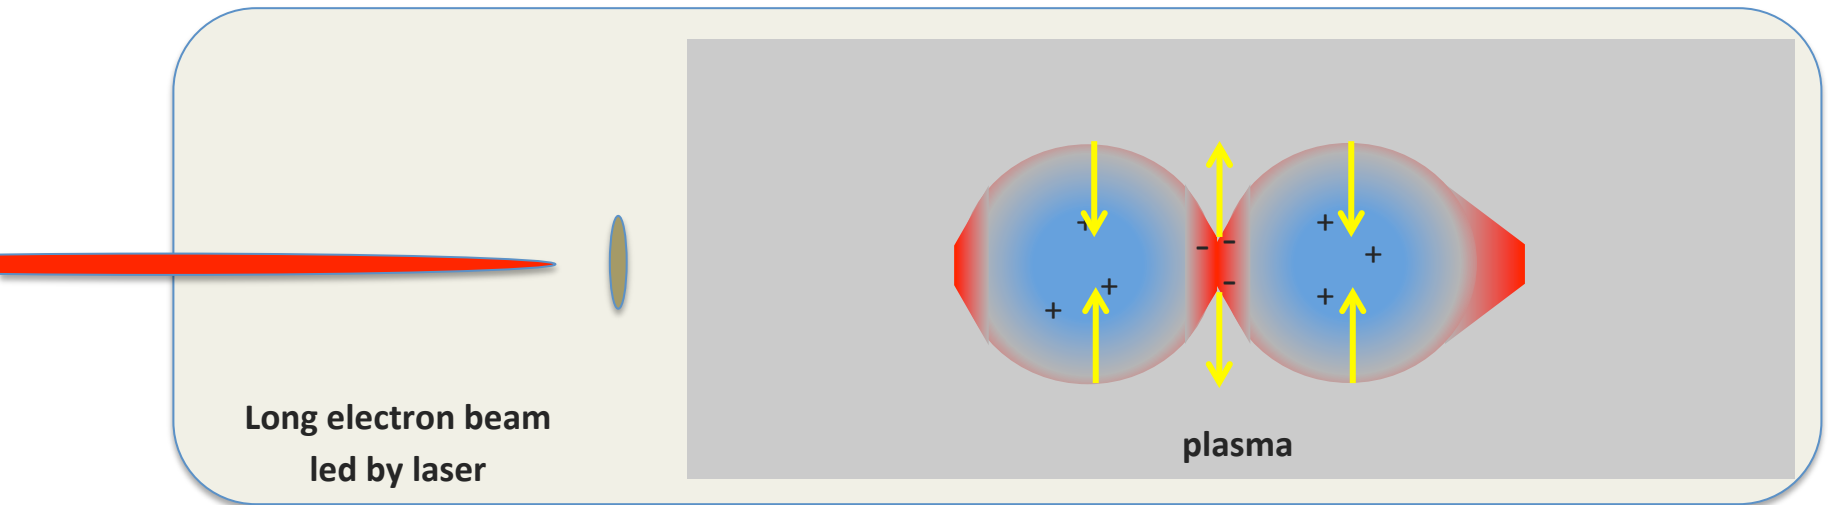 +
+
+
- -
-
+
+
+
Long electron beam
led by laser
plasma